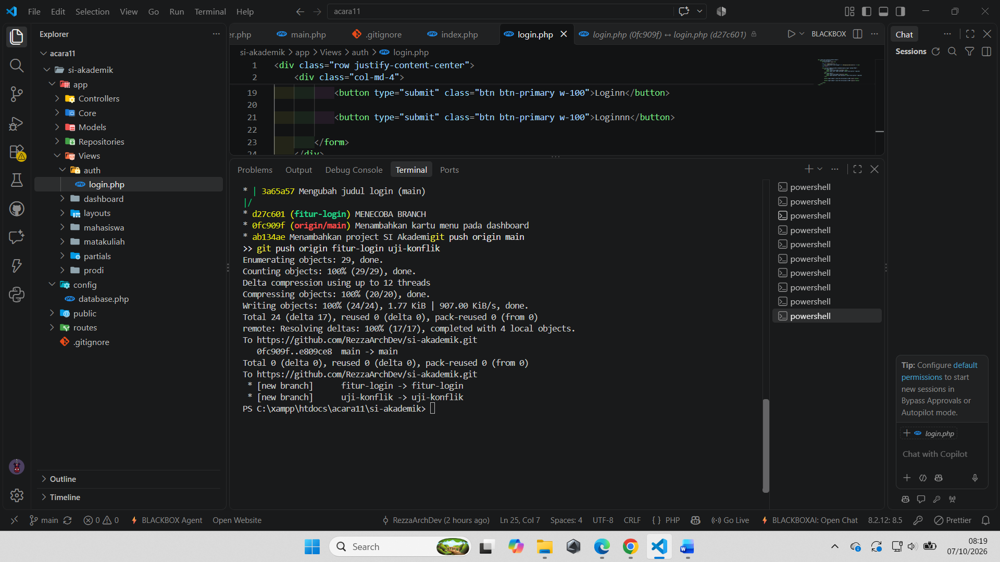 File Edit Selection View Go Run Terminal Help
acara11
Explorer
acara11
si-akademik
app
Controllers
Core
Models
Repositories
Views
auth
login.php
dashboard
layouts
mahasiswa
matakuliah
partials
prodi
config
database.php
public
routes
.gitignore
Outline
Timeline
er.php main.php .gitignore index.php login.php login.php (0fc909f) ↔ login.php (d27c601) BLACKBOX
si-akademik > app > Views > auth > login.php
1 <div class="row justify-content-center">
2 <div class="col-md-4">
19 <button type="submit" class="btn btn-primary w-100">Loginn</button>
20
21 <button type="submit" class="btn btn-primary w-100">Loginnn</button>
22
23 </form>
24 </div>
Problems Output Debug Console Terminal Ports
* | 3a65a57 Mengubah judul login (main)
|/
* d27c601 (fitur-login) MENECOBA BRANCH
* 0fc909f (origin/main) Menambahkan kartu menu pada dashboard
* ab134ae Menambahkan project SI Akademigit push origin main
>> git push origin fitur-login uji-konflik
Enumerating objects: 29, done.
Counting objects: 100% (29/29), done.
Delta compression using up to 12 threads
Compressing objects: 100% (20/20), done.
Writing objects: 100% (24/24), 1.77 KiB | 907.00 KiB/s, done.
Total 24 (delta 17), reused 0 (delta 0), pack-reused 0 (from 0)
remote: Resolving deltas: 100% (17/17), completed with 4 local objects.
To https://github.com/RezzaArchDev/si-akademik.git
0fc909f..e809ce8 main -> main
Total 0 (delta 0), reused 0 (delta 0), pack-reused 0 (from 0)
To https://github.com/RezzaArchDev/si-akademik.git
* [new branch] fitur-login -> fitur-login
* [new branch] uji-konflik -> uji-konflik
PS C:\xampp\htdocs\acara11\si-akademik>
powershell
powershell
powershell
powershell
powershell
powershell
powershell
powershell
powershell
powershell
Chat
Sessions
Tip: Configure default
permissions to start
new sessions in
Bypass Approvals or
Autopilot mode.
login.php
Chat with Copilot
main 0 0 BLACKBOX Agent Open Website RezzaArchDev (2 hours ago) Ln 25, Col 7 Spaces: 4 UTF-8 CRLF { } PHP Go Live BLACKBOXAI: Open Chat 8.2.12: 8.5 Prettier
Search
08:19
07/10/2026